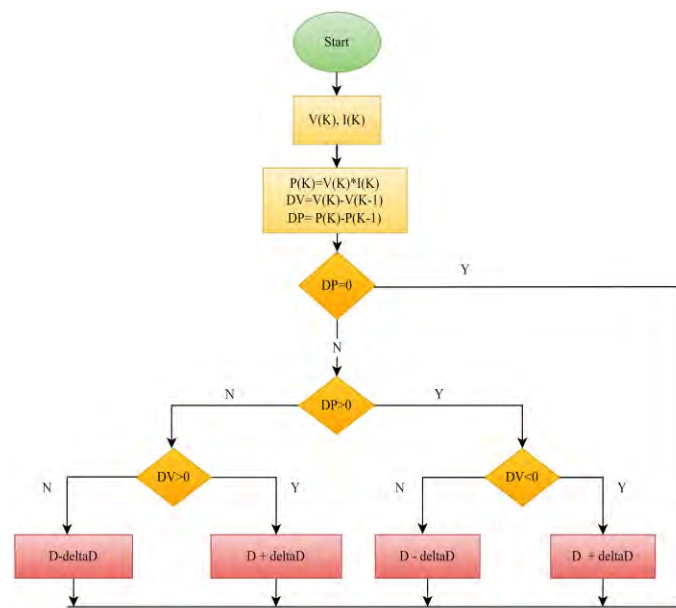 Start
V(K), I(K)
P(K)=V(K)*I(K)
DV=V(K)-V(K-1)
DP= P(K)-P(K-1)
DP=0
Y
N
DP>0
N
Y
DV>0
DV<0
N
Y
N
Y
D-deltaD
D + deltaD
D - deltaD
D + deltaD